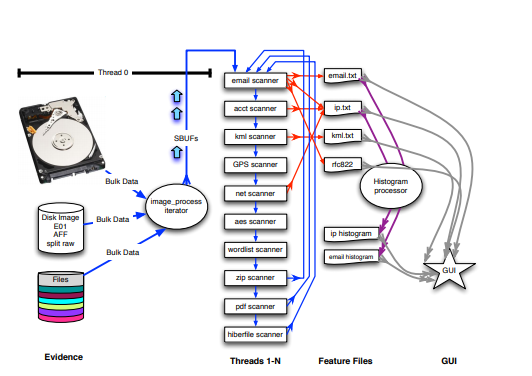 Thread 0
SBUFs
Bulk Data
Disk Image
E01
AFF
split raw
Bulk Data
Files
Bulk Data
image_process
iterator
email scanner
acct scanner
kml scanner
GPS scanner
net scanner
aes scanner
wordlist scanner
zip scanner
pdf scanner
hiberfile scanner
email.txt
ip.txt
kml.txt
rfc822
Histogram
processor
ip histogram
email histogram
GUI
Evidence
Threads 1-N
Feature Files
GUI